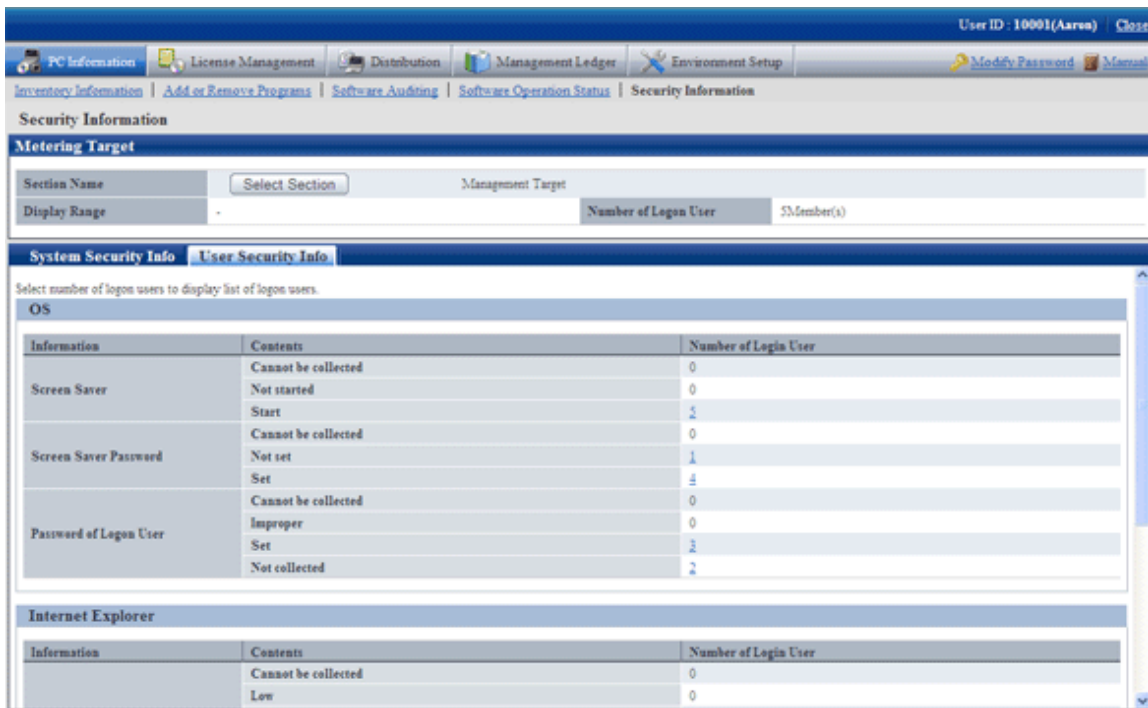 User ID : 10001(Aaron) Close
PC Information License Management Distribution Management Ledger Environment Setup Modify Password Manual
Inventory Information | Add or Remove Programs | Software Auditing | Software Operation Status | Security Information
Security Information
Metering Target
Section Name Select Section Management Target
Display Range - Number of Logon User 5Member(s)
System Security Info User Security Info
Select number of logon users to display list of logon users.
OS
Information Contents Number of Login User
Screen Saver
Cannot be collected 0
Not started 0
Start 5
Screen Saver Password
Cannot be collected 0
Not set 1
Set 4
Password of Logon User
Cannot be collected 0
Improper 0
Set 3
Not collected 2
Internet Explorer
Information Contents Number of Login User
Cannot be collected 0
Low 0